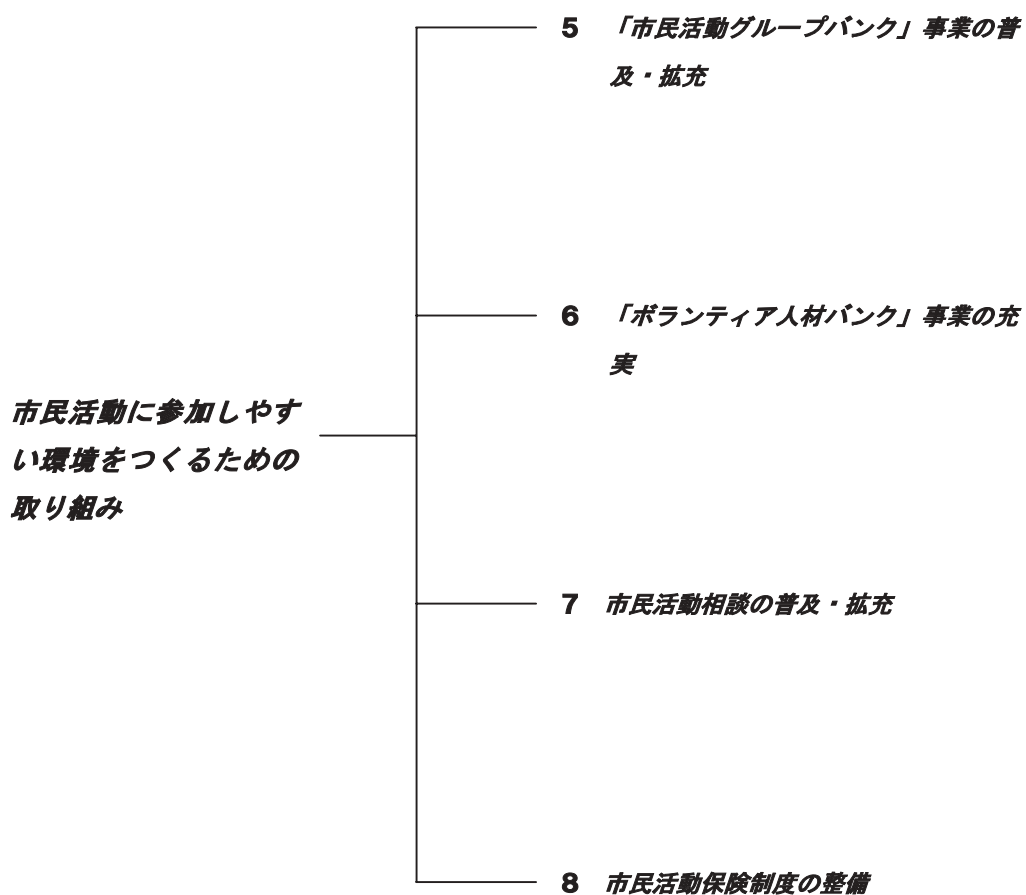 市民活動に参加しやす
い環境をつくるための
取り組み
5 「市民活動グループバンク」事業の普
及・拡充
6 「ボランティア人材バンク」事業の充
実
7 市民活動相談の普及・拡充
8 市民活動保険制度の整備